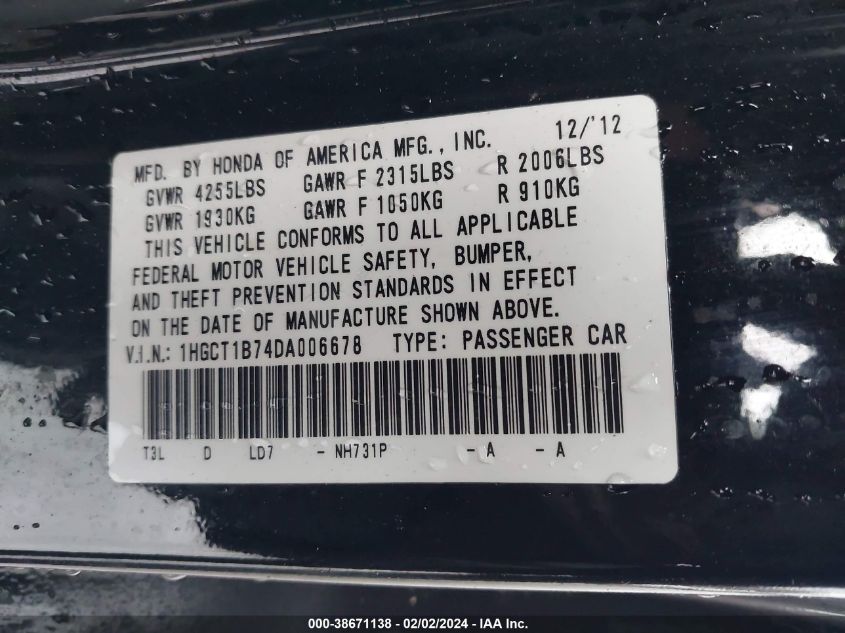 MFD. BY HONDA OF AMERICA MFG., INC. 12/'12
GVWR 4255LBS GAWR F 2315LBS R 2006LBS
GVWR 1930KG GAWR F 1050KG R 910KG
THIS VEHICLE CONFORMS TO ALL APPLICABLE
FEDERAL MOTOR VEHICLE SAFETY, BUMPER,
AND THEFT PREVENTION STANDARDS IN EFFECT
ON THE DATE OF MANUFACTURE SHOWN ABOVE.
V.I.N.: 1HGCT1B74DA006678 TYPE: PASSENGER CAR
T3L D LD7 - NH731P - A - A
000-38671138 - 02/02/2024 - IAA Inc.